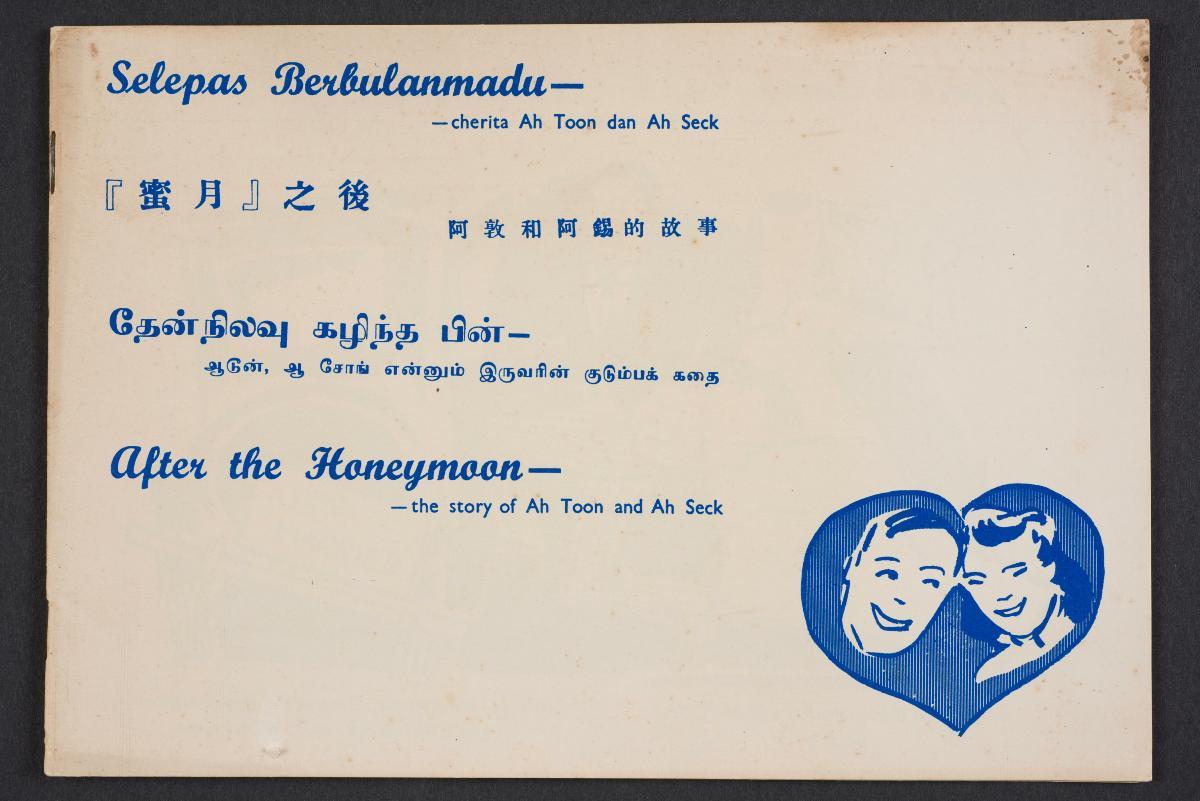 Selepas Berbulanmadu—
—cherita Ah Toon dan Ah Seck
『蜜月』之後
阿敦和阿錫的故事
தேன்நிலவு கழிந்த பின்—
ஆடூன், ஆ சோங் என்னும் இருவரின் குடும்பக் கதை
After the Honeymoon—
—the story of Ah Toon and Ah Seck